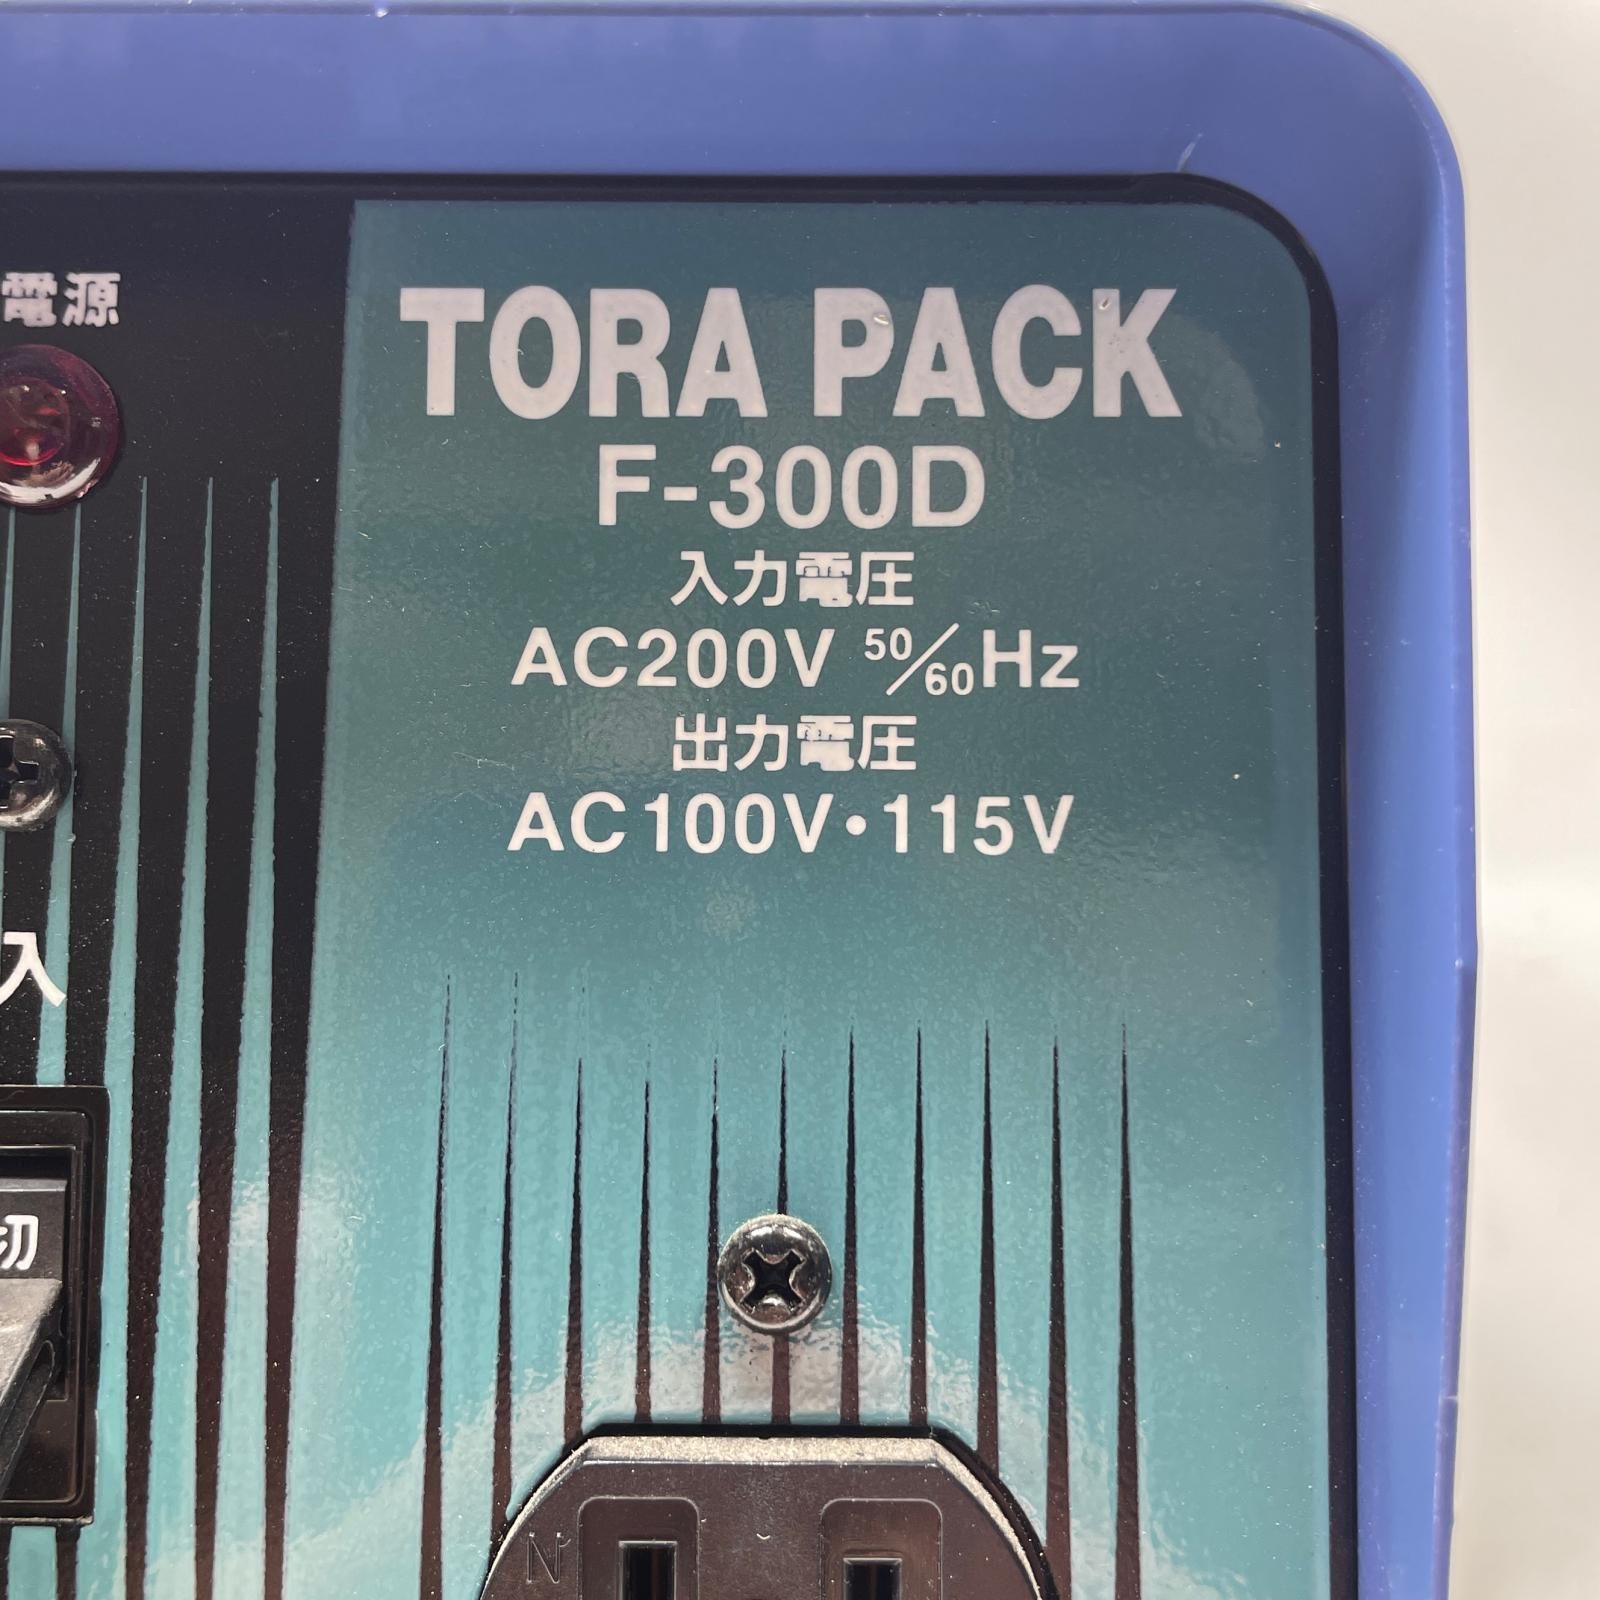 電源
TORA PACK
F-300D
入力電圧
AC200V 50/60Hz
出力電圧
AC100V・115V
入
切
N